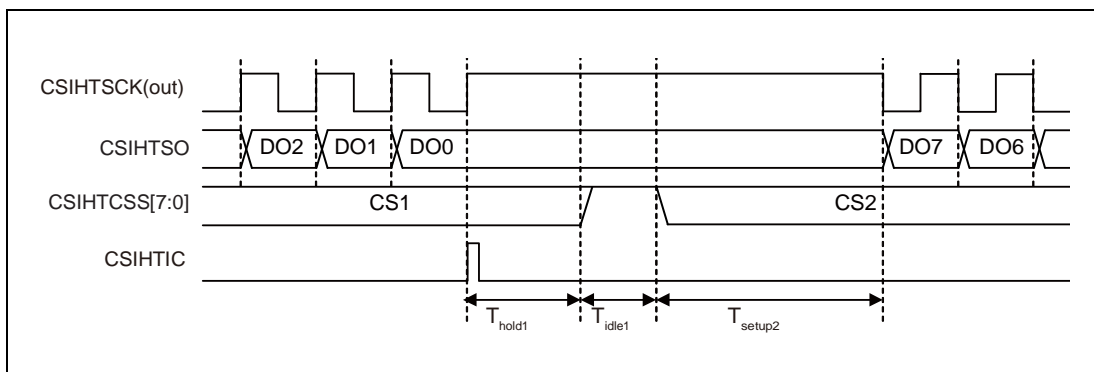 CSIHTSCK(out)
CSIHTSO DO2 DO1 DO0 DO7 DO6
CSIHTCSS[7:0] CS1 CS2
CSIHTIC
Thold1 Tidle1 Tsetup2